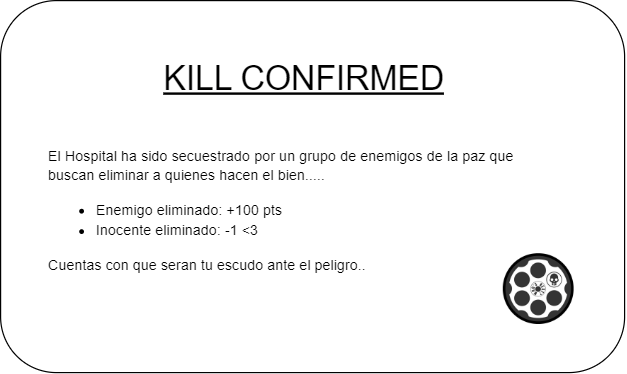 KILL CONFIRMED
El Hospital ha sido secuestrado por un grupo de enemigos de la paz que
buscan eliminar a quienes hacen el bien.....
• Enemigo eliminado: +100 pts
• Inocente eliminado: -1 <3
Cuentas con que seran tu escudo ante el peligro..